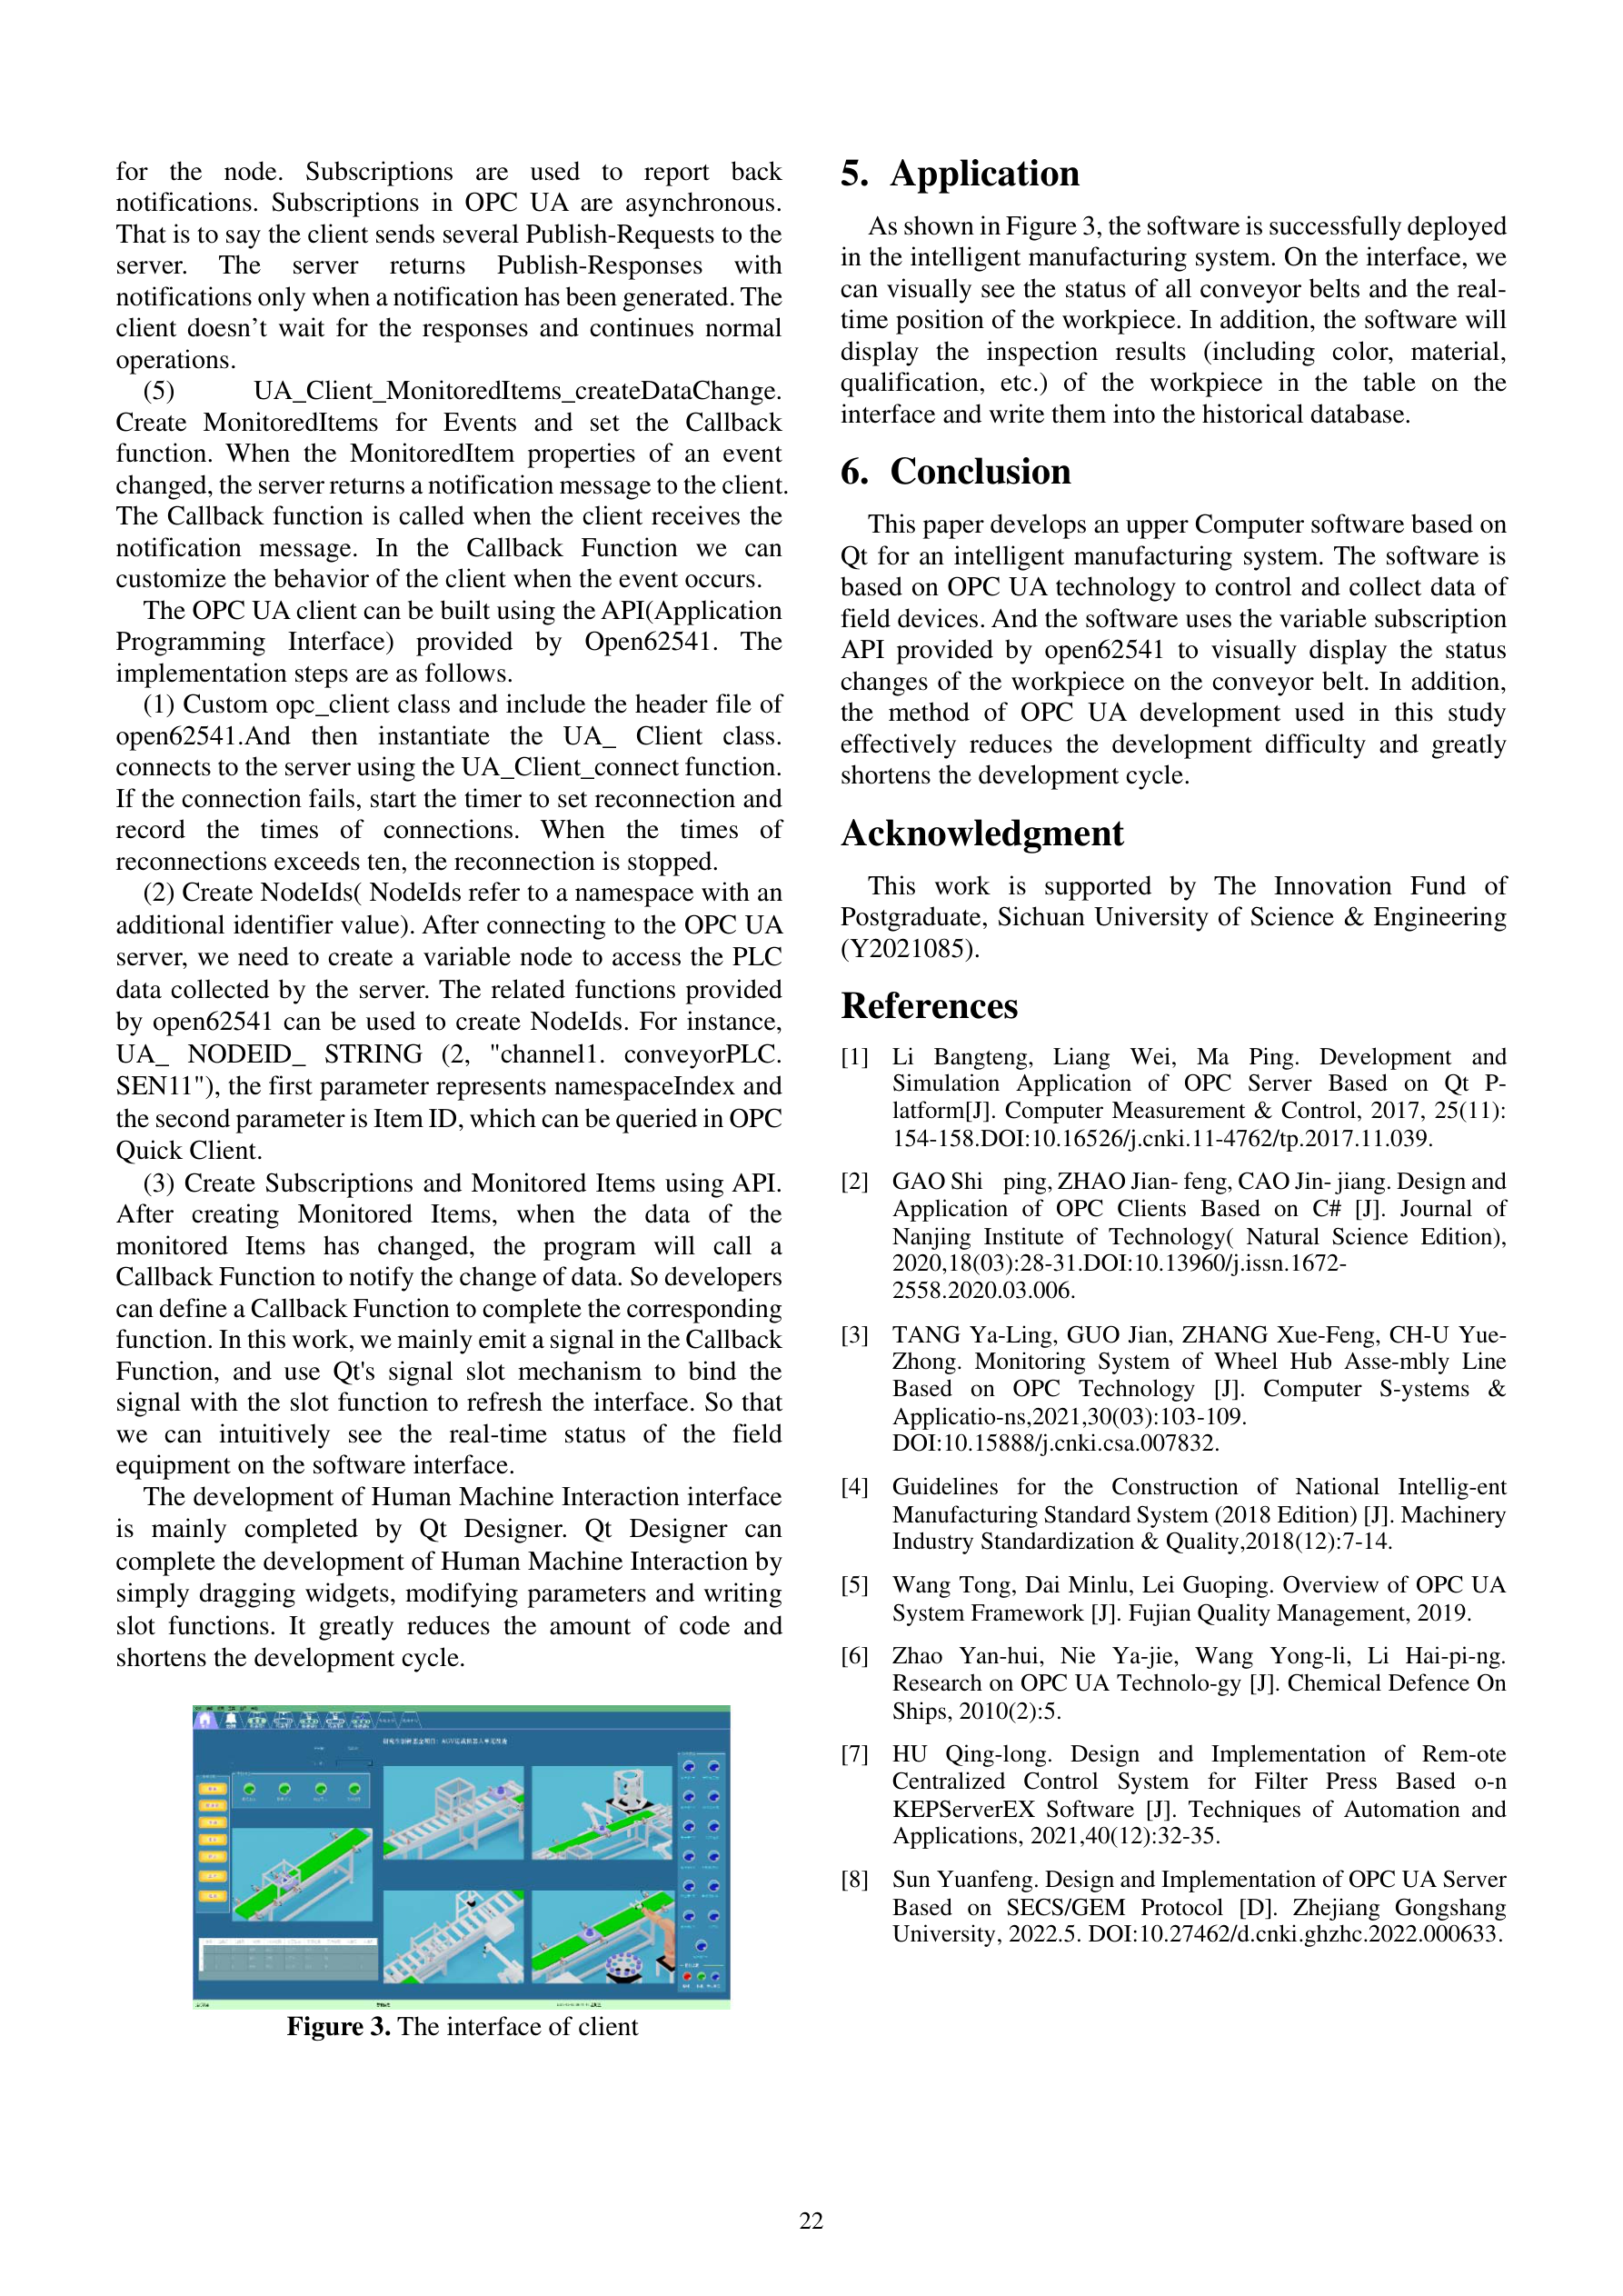 for the node. Subscriptions are used to report back
notifications. Subscriptions in OPC UA are asynchronous.
That is to say the client sends several Publish-Requests to the
server. The server returns Publish-Responses with
notifications only when a notification has been generated. The
client doesn’t wait for the responses and continues normal
operations.
(5) UA_Client_MonitoredItems_createDataChange.
Create MonitoredItems for Events and set the Callback
function. When the MonitoredItem properties of an event
changed, the server returns a notification message to the client.
The Callback function is called when the client receives the
notification message. In the Callback Function we can
customize the behavior of the client when the event occurs.
The OPC UA client can be built using the API(Application
Programming Interface) provided by Open62541. The
implementation steps are as follows.
(1) Custom opc_client class and include the header file of
open62541.And then instantiate the UA_ Client class.
connects to the server using the UA_Client_connect function.
If the connection fails, start the timer to set reconnection and
record the times of connections. When the times of
reconnections exceeds ten, the reconnection is stopped.
(2) Create NodeIds( NodeIds refer to a namespace with an
additional identifier value). After connecting to the OPC UA
server, we need to create a variable node to access the PLC
data collected by the server. The related functions provided
by open62541 can be used to create NodeIds. For instance,
UA_ NODEID_ STRING (2, "channel1. conveyorPLC.
SEN11"), the first parameter represents namespaceIndex and
the second parameter is Item ID, which can be queried in OPC
Quick Client.
(3) Create Subscriptions and Monitored Items using API.
After creating Monitored Items, when the data of the
monitored Items has changed, the program will call a
Callback Function to notify the change of data. So developers
can define a Callback Function to complete the corresponding
function. In this work, we mainly emit a signal in the Callback
Function, and use Qt's signal slot mechanism to bind the
signal with the slot function to refresh the interface. So that
we can intuitively see the real-time status of the field
equipment on the software interface.
The development of Human Machine Interaction interface
is mainly completed by Qt Designer. Qt Designer can
complete the development of Human Machine Interaction by
simply dragging widgets, modifying parameters and writing
slot functions. It greatly reduces the amount of code and
shortens the development cycle.
Figure 3. The interface of client
5. Application
As shown in Figure 3, the software is successfully deployed
in the intelligent manufacturing system. On the interface, we
can visually see the status of all conveyor belts and the real-
time position of the workpiece. In addition, the software will
display the inspection results (including color, material,
qualification, etc.) of the workpiece in the table on the
interface and write them into the historical database.
6. Conclusion
This paper develops an upper Computer software based on
Qt for an intelligent manufacturing system. The software is
based on OPC UA technology to control and collect data of
field devices. And the software uses the variable subscription
API provided by open62541 to visually display the status
changes of the workpiece on the conveyor belt. In addition,
the method of OPC UA development used in this study
effectively reduces the development difficulty and greatly
shortens the development cycle.
Acknowledgment
This work is supported by The Innovation Fund of
Postgraduate, Sichuan University of Science & Engineering
(Y2021085).
References
[1] Li Bangteng, Liang Wei, Ma Ping. Development and
Simulation Application of OPC Server Based on Qt P-
latform[J]. Computer Measurement & Control, 2017, 25(11):
154-158.DOI:10.16526/j.cnki.11-4762/tp.2017.11.039.
[2] GAO Shi ping, ZHAO Jian- feng, CAO Jin- jiang. Design and
Application of OPC Clients Based on C# [J]. Journal of
Nanjing Institute of Technology( Natural Science Edition),
2020,18(03):28-31.DOI:10.13960/j.issn.1672-
2558.2020.03.006.
[3] TANG Ya-Ling, GUO Jian, ZHANG Xue-Feng, CH-U Yue-
Zhong. Monitoring System of Wheel Hub Asse-mbly Line
Based on OPC Technology [J]. Computer S-ystems &
Applicatio-ns,2021,30(03):103-109.
DOI:10.15888/j.cnki.csa.007832.
[4] Guidelines for the Construction of National Intellig-ent
Manufacturing Standard System (2018 Edition) [J]. Machinery
Industry Standardization & Quality,2018(12):7-14.
[5] Wang Tong, Dai Minlu, Lei Guoping. Overview of OPC UA
System Framework [J]. Fujian Quality Management, 2019.
[6] Zhao Yan-hui, Nie Ya-jie, Wang Yong-li, Li Hai-pi-ng.
Research on OPC UA Technolo-gy [J]. Chemical Defence On
Ships, 2010(2):5.
[7] HU Qing-long. Design and Implementation of Rem-ote
Centralized Control System for Filter Press Based o-n
KEPServerEX Software [J]. Techniques of Automation and
Applications, 2021,40(12):32-35.
[8] Sun Yuanfeng. Design and Implementation of OPC UA Server
Based on SECS/GEM Protocol [D]. Zhejiang Gongshang
University, 2022.5. DOI:10.27462/d.cnki.ghzhc.2022.000633.
22